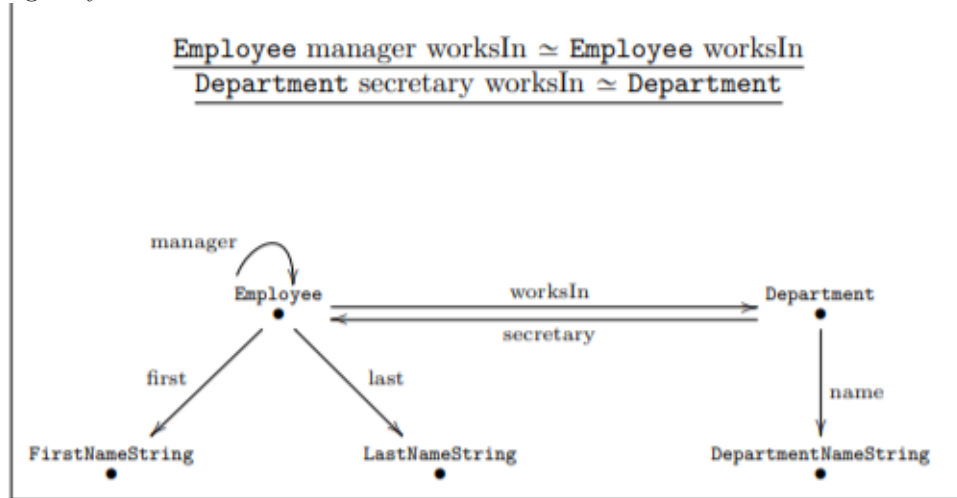 Employee manager worksIn ≃ Employee worksIn
Department secretary worksIn ≃ Department
manager
Employee
worksIn
Department
secretary
first
last
name
FirstNameString
LastNameString
DepartmentNameString